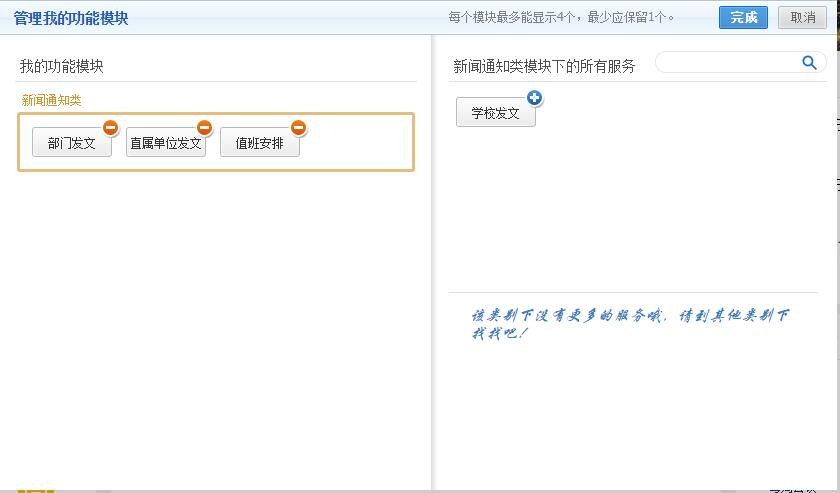 管理我的功能模块
每个模块最多能显示4个，最少应保留1个。
完成
取消
我的功能模块
新闻通知类模块下的所有服务
新闻通知类
部门发文
直属单位发文
值班安排
学校发文
该类别下没有更多的服务哦，请到其他类别下
找找吧！